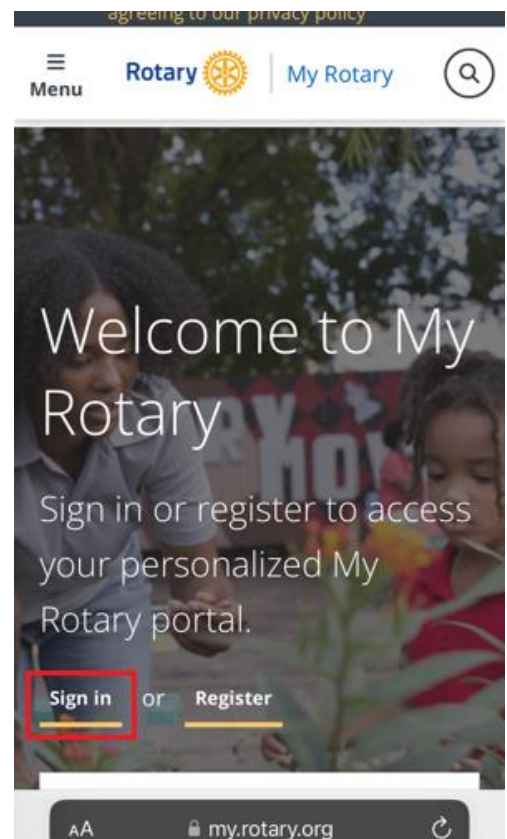 agreeing to our privacy policy
Menu
Rotary
My Rotary
Welcome to My
Rotary
Sign in or register to access
your personalized My
Rotary portal.
Sign in or Register
AA my.rotary.org